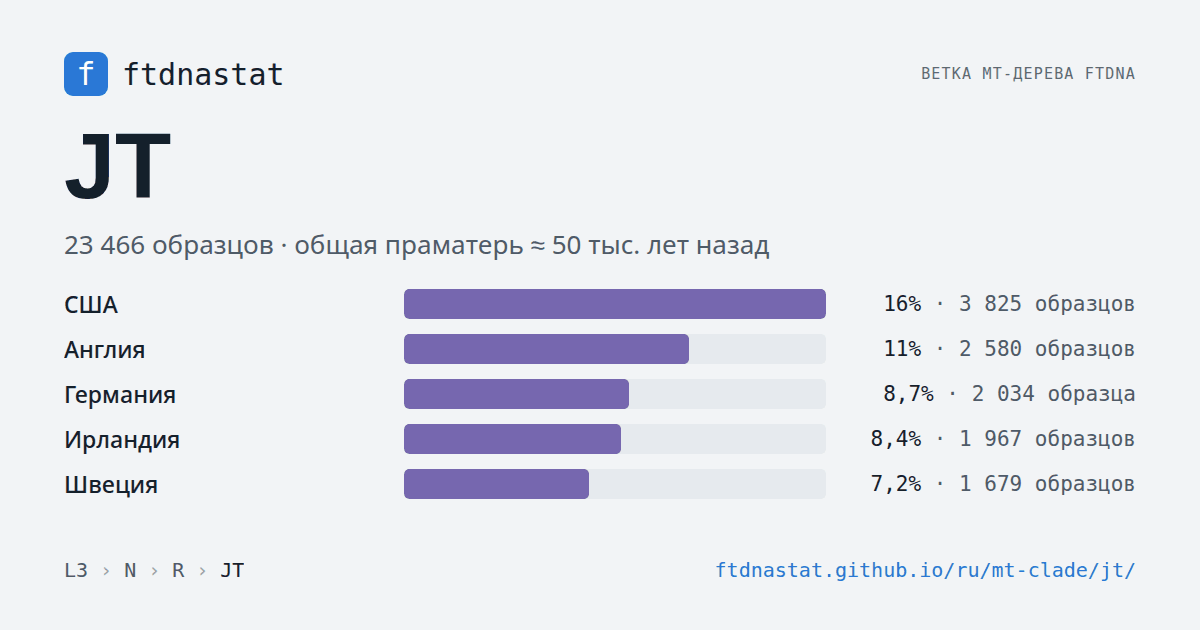 f ftdnastat
ВЕТКА МТ-ДЕРЕВА FTDNA
JT
23 466 образцов · общая праматерь ≈ 50 тыс. лет назад
США 16% · 3 825 образцов
Англия 11% · 2 580 образцов
Германия 8,7% · 2 034 образца
Ирландия 8,4% · 1 967 образцов
Швеция 7,2% · 1 679 образцов
L3 › N › R › JT
ftdnastat.github.io/ru/mt-clade/jt/